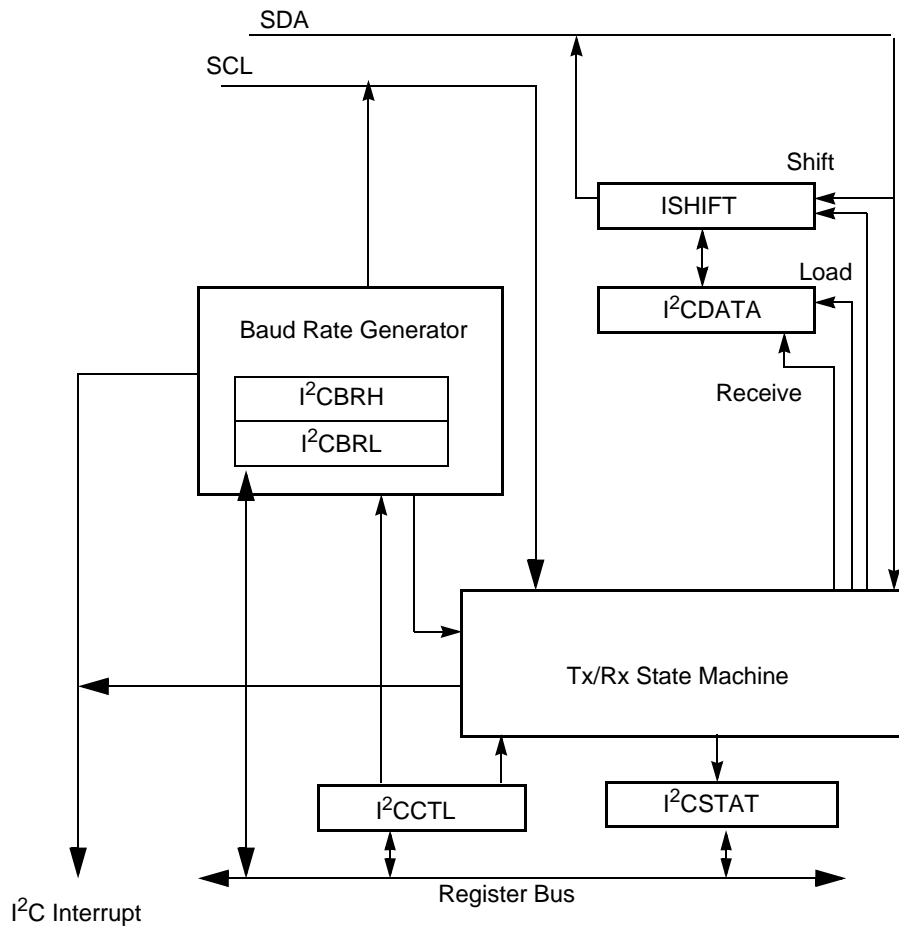 SDA
SCL
Shift
ISHIFT
Load
I²CDATA
Baud Rate Generator
Receive
I²CBRH
I²CBRL
Tx/Rx State Machine
I²CCTL
I²CSTAT
Register Bus
I²C Interrupt